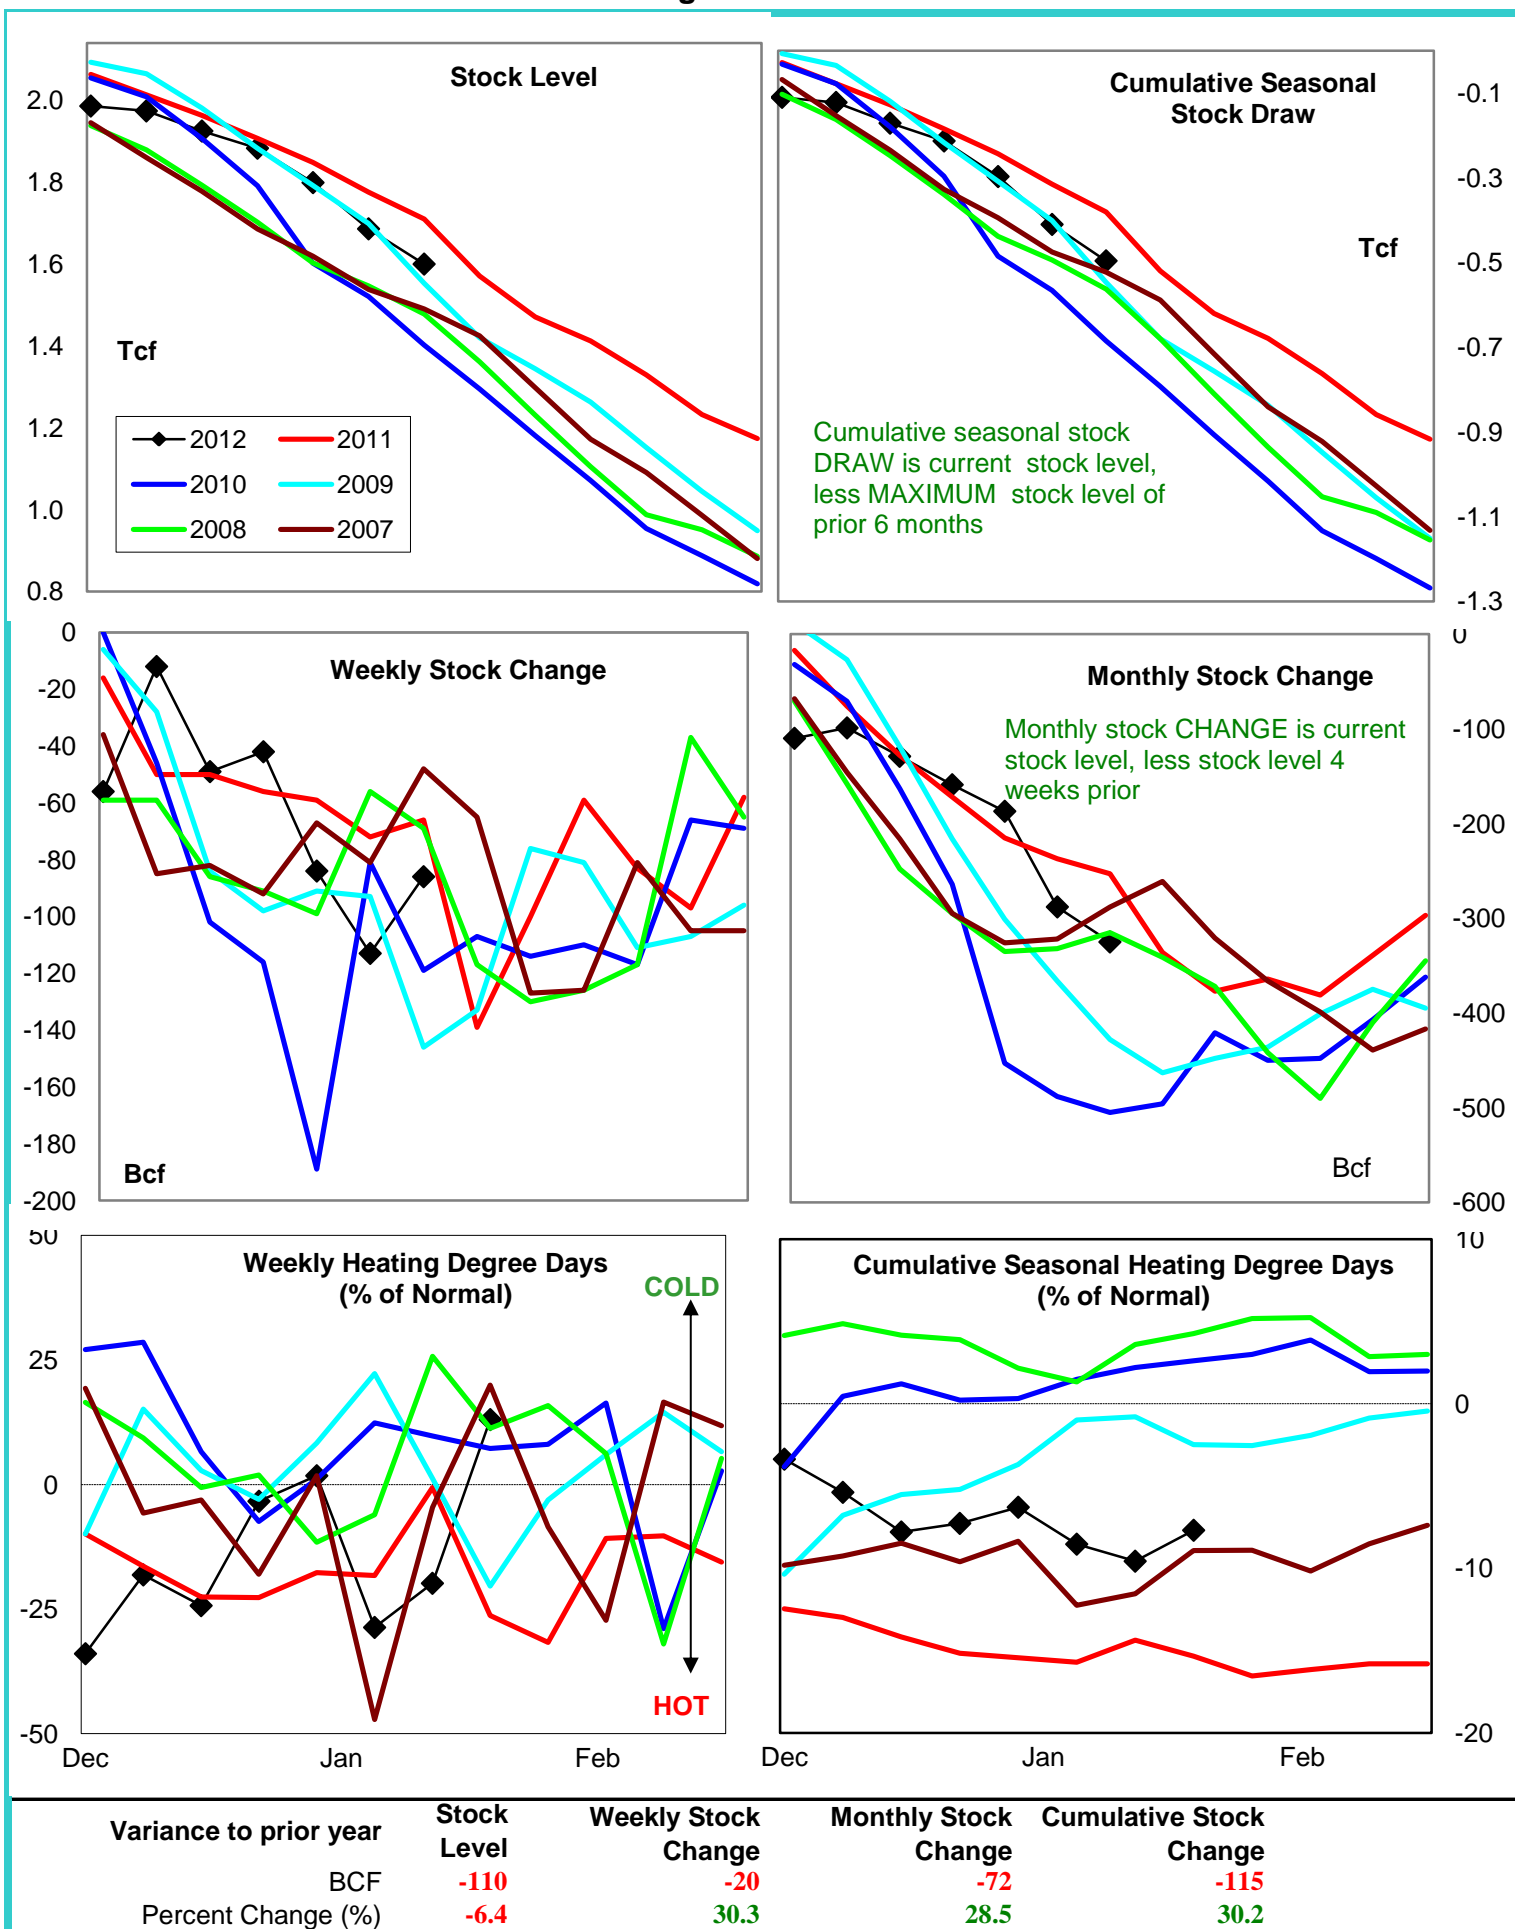 Stock Level
2.0
1.8
1.6
1.4
1.2
1.0
0.8
Tcf
2012
2011
2010
2009
2008
2007
Cumulative Seasonal
Stock Draw
-0.1
-0.3
-0.5
-0.7
-0.9
-1.1
-1.3
Tcf
Cumulative seasonal stock
DRAW is current stock level,
less MAXIMUM stock level of
prior 6 months
Weekly Stock Change
0
-20
-40
-60
-80
-100
-120
-140
-160
-180
-200
Bcf
Monthly Stock Change
Monthly stock CHANGE is current
stock level, less stock level 4
weeks prior
0
-100
-200
-300
-400
-500
-600
Bcf
Weekly Heating Degree Days
(% of Normal)
COLD
HOT
50
25
0
-25
-50
Dec
Jan
Feb
Cumulative Seasonal Heating Degree Days
(% of Normal)
10
0
-10
-20
Dec
Jan
Feb
Variance to prior year
Stock
Level
Weekly Stock
Change
Monthly Stock
Change
Cumulative Stock
Change
BCF -110 -20 -72 -115
Percent Change (%) -6.4 30.3 28.5 30.2